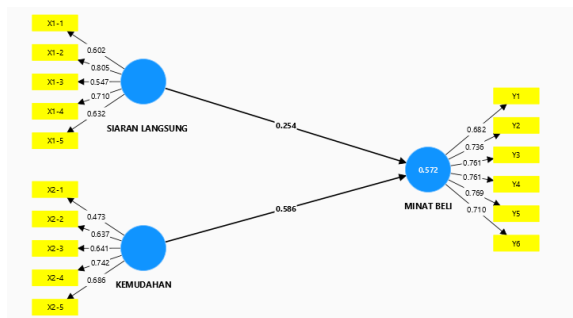 X1-1
X1-2
X1-3
X1-4
X1-5
0.602
0.805
0.547
0.710
0.632
SIARAN LANGSUNG
0.254
X2-1
X2-2
X2-3
X2-4
X2-5
0.473
0.637
0.641
0.742
0.686
KEMUDAHAN
0.586
0.572
MINAT BELI
0.682
0.736
0.761
0.761
0.769
0.710
Y1
Y2
Y3
Y4
Y5
Y6